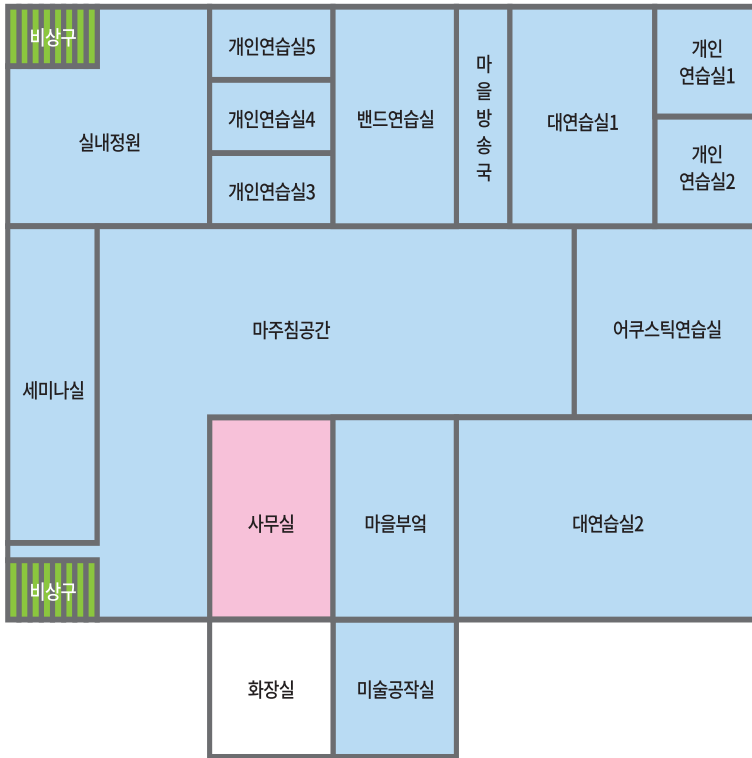 비상구
실내정원
개인연습실5
개인연습실4
개인연습실3
밴드연습실
마
을
방
송
국
대연습실1
개인
연습실1
개인
연습실2
세미나실
마주침공간
어쿠스틱연습실
사무실
마을부엌
대연습실2
비상구
화장실
미술공작실